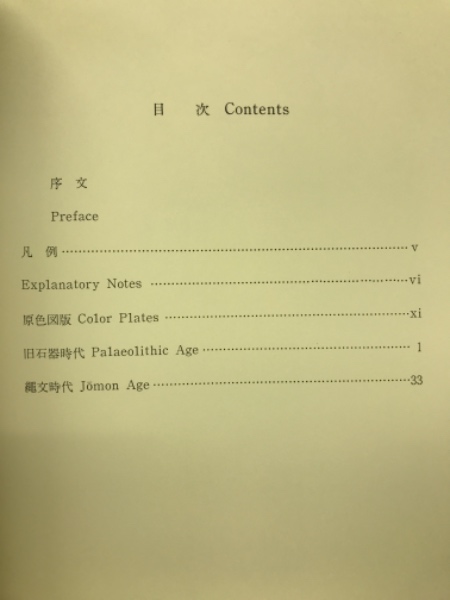 目　次 Contents
序　文
Preface
凡　例 …… v
Explanatory Notes …… vi
原色図版 Color Plates …… xi
旧石器時代 Palaeolithic Age …… 1
縄文時代 Jōmon Age …… 33